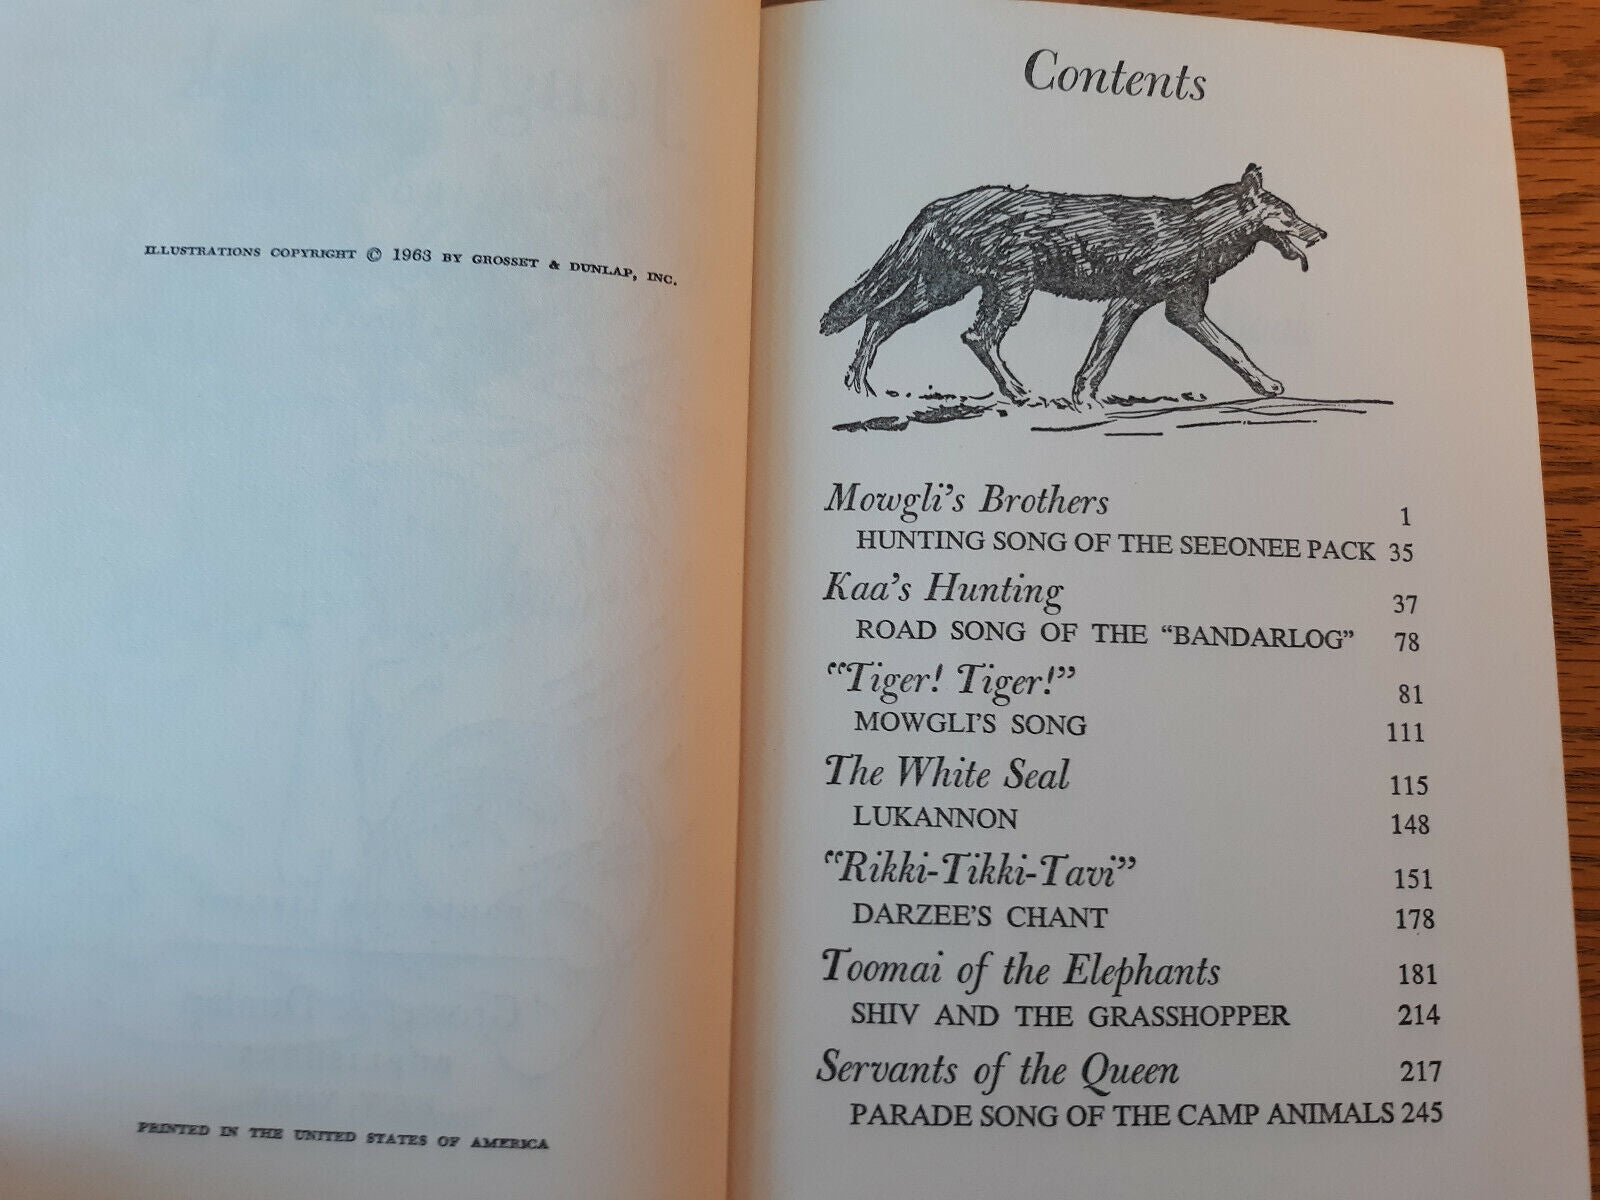 ILLUSTRATIONS COPYRIGHT © 1963 BY GROSSET & DUNLAP, INC.
PRINTED IN THE UNITED STATES OF AMERICA
Contents
Mowgli's Brothers 1
HUNTING SONG OF THE SEEONEE PACK 35
Kaa's Hunting 37
ROAD SONG OF THE “BANDARLOG” 78
“Tiger! Tiger!” 81
MOWGLI'S SONG 111
The White Seal 115
LUKANNON 148
“Rikki-Tikki-Tavi” 151
DARZEE'S CHANT 178
Toomai of the Elephants 181
SHIV AND THE GRASSHOPPER 214
Servants of the Queen 217
PARADE SONG OF THE CAMP ANIMALS 245